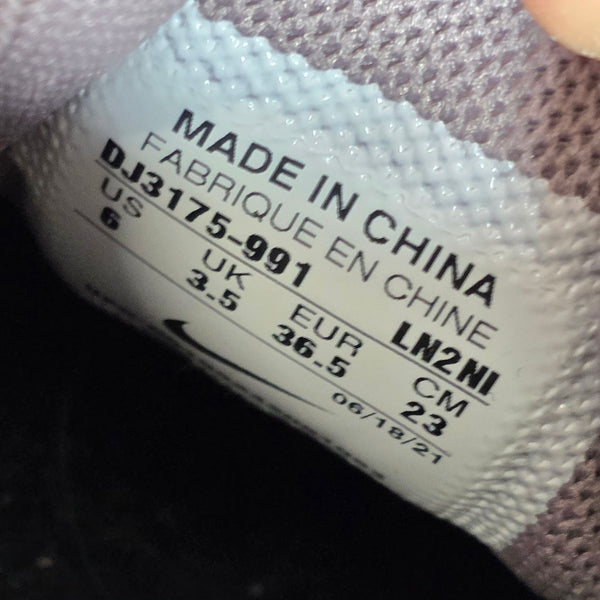 MADE IN CHINA
FABRIQUE EN CHINE
DJ3175-991 LN2NI
US UK EUR CM
6 3.5 36.5 23
06/18/21